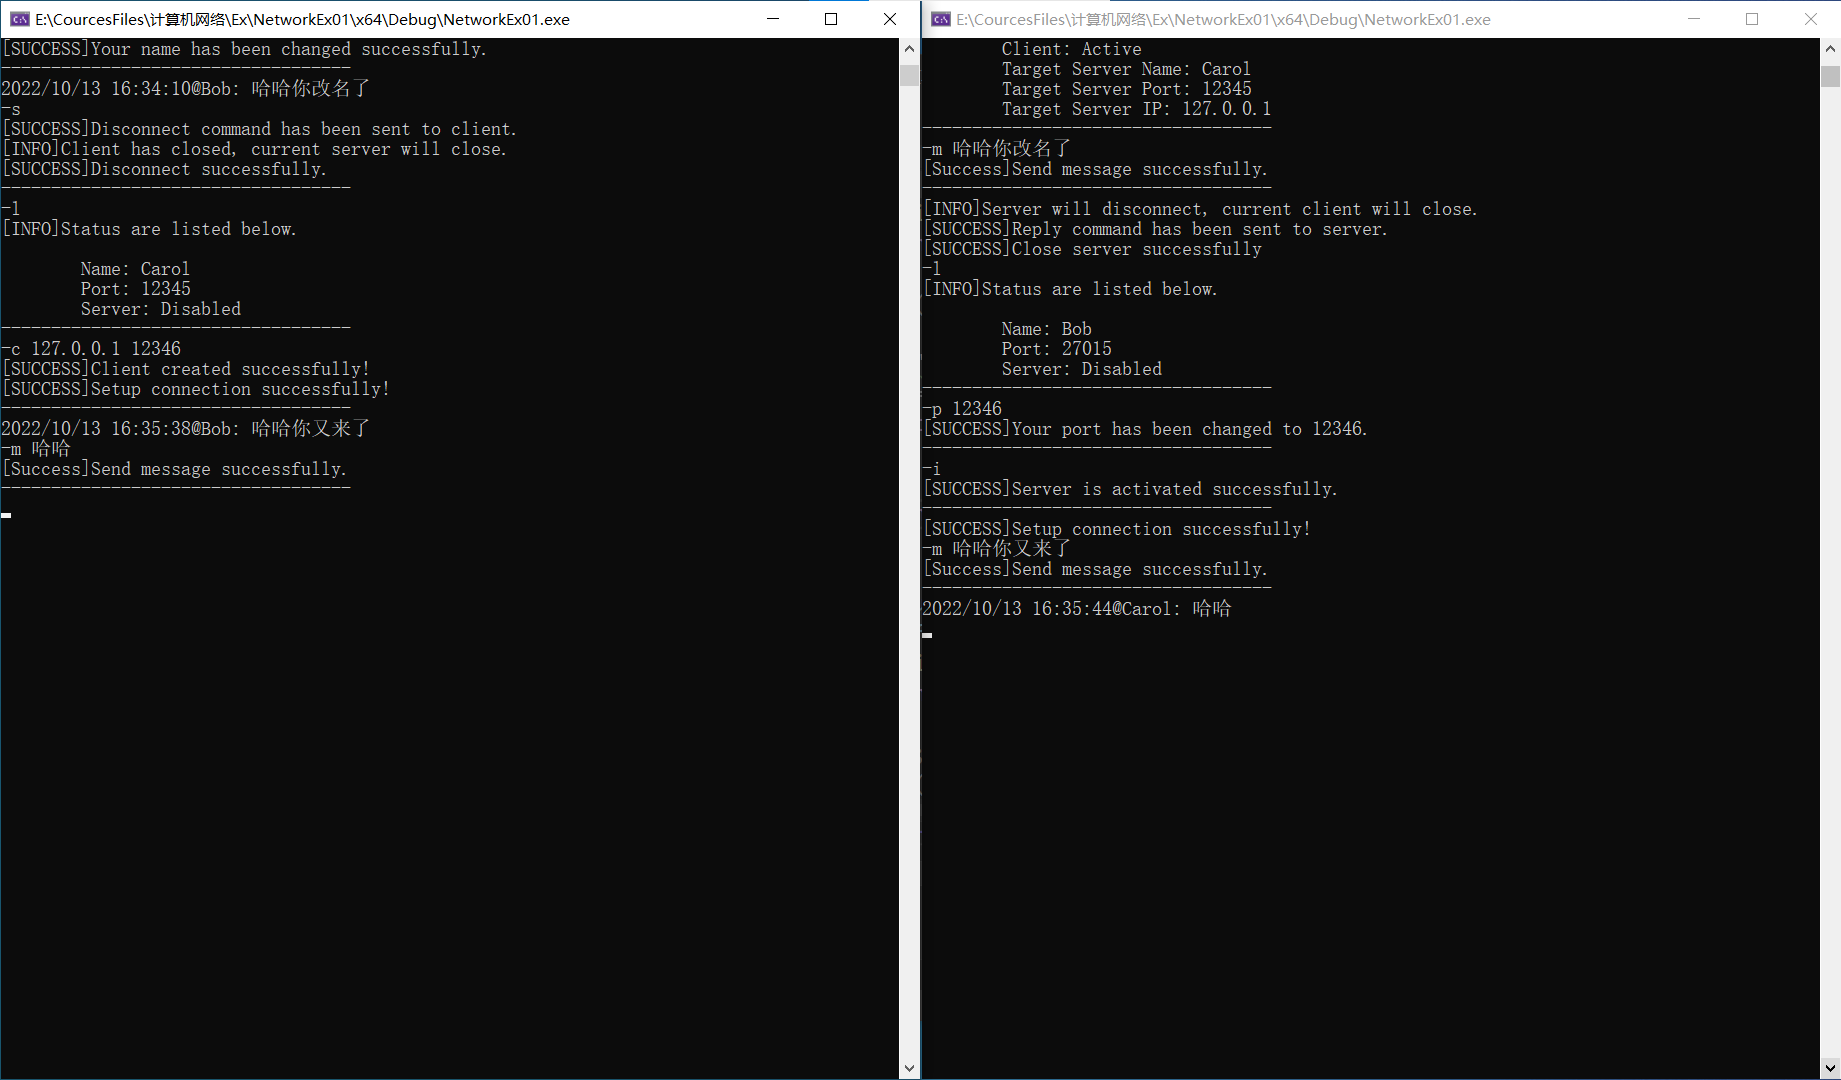 E:\CourcesFiles\计算机网络\Ex\NetworkEx01\x64\Debug\NetworkEx01.exe
[SUCCESS]Your name has been changed successfully.
-----------------------------------
2022/10/13 16:34:10@Bob: 哈哈你改名了
-s
[SUCCESS]Disconnect command has been sent to client.
[INFO]Client has closed, current server will close.
[SUCCESS]Disconnect successfully.
-----------------------------------
-l
[INFO]Status are listed below.
Name: Carol
Port: 12345
Server: Disabled
-----------------------------------
-c 127.0.0.1 12346
[SUCCESS]Client created successfully!
[SUCCESS]Setup connection successfully!
-----------------------------------
2022/10/13 16:35:38@Bob: 哈哈你又来了
-m 哈哈
[Success]Send message successfully.
-----------------------------------
E:\CourcesFiles\计算机网络\Ex\NetworkEx01\x64\Debug\NetworkEx01.exe
Client: Active
Target Server Name: Carol
Target Server Port: 12345
Target Server IP: 127.0.0.1
-----------------------------------
-m 哈哈你改名了
[Success]Send message successfully.
-----------------------------------
[INFO]Server will disconnect, current client will close.
[SUCCESS]Reply command has been sent to server.
[SUCCESS]Close server successfully
-l
[INFO]Status are listed below.
Name: Bob
Port: 27015
Server: Disabled
-----------------------------------
-p 12346
[SUCCESS]Your port has been changed to 12346.
-----------------------------------
-i
[SUCCESS]Server is activated successfully.
-----------------------------------
[SUCCESS]Setup connection successfully!
-m 哈哈你又来了
[Success]Send message successfully.
-----------------------------------
2022/10/13 16:35:44@Carol: 哈哈